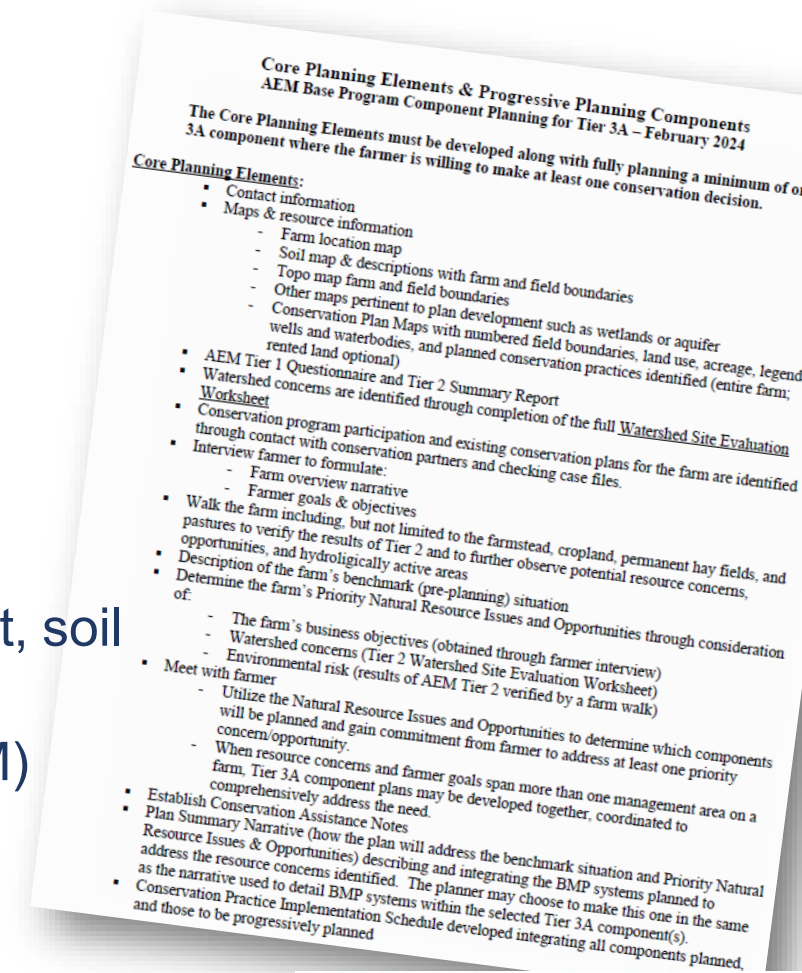 Core Planning Elements & Progressive Planning Components
AEM Base Program Component Planning for Tier 3A – February 2024
The Core Planning Elements must be developed along with fully planning a minimum of
3A component where the farmer is willing to make at least one conservation decision.
Core Planning Elements:
▪ Contact information
▪ Maps & resource information
- Farm location map
- Soil map & descriptions with farm and field boundaries
- Topo map farm and field boundaries
- Other maps pertinent to plan development such as wetlands or aquifer
- Conservation Plan Maps with numbered field boundaries, land use, acreage, legend
wells and waterbodies, and planned conservation practices identified (entire farm;
rented land optional)
▪ AEM Tier 1 Questionnaire and Tier 2 Summary Report
▪ Watershed concerns are identified through completion of the full Watershed Site Evaluation
Worksheet
▪ Conservation program participation and existing conservation plans for the farm are identified
through contact with conservation partners and checking case files.
▪ Interview farmer to formulate:
- Farm overview narrative
- Farmer goals & objectives
▪ Walk the farm including, but not limited to the farmstead, cropland, permanent hay fields, and
pastures to verify the results of Tier 2 and to further observe potential resource concerns,
opportunities, and hydroligically active areas
▪ Description of the farm's benchmark (pre-planning) situation
▪ Determine the farm's Priority Natural Resource Issues and Opportunities through consideration
of:
- The farm's business objectives (obtained through farmer interview)
- Watershed concerns (Tier 2 Watershed Site Evaluation Worksheet)
- Environmental risk (results of AEM Tier 2 verified by a farm walk)
▪ Meet with farmer
- Utilize the Natural Resource Issues and Opportunities to determine which components
will be planned and gain commitment from farmer to address at least one priority
concern/opportunity.
- When resource concerns and farmer goals span more than one management area on a
farm, Tier 3A component plans may be developed together, coordinated to
comprehensively address the need.
▪ Establish Conservation Assistance Notes
▪ Plan Summary Narrative (how the plan will address the benchmark situation and Priority Natural
Resource Issues & Opportunities) describing and integrating the BMP systems planned to
address the resource concerns identified. The planner may choose to make this one in the same
as the narrative used to detail BMP systems within the selected Tier 3A component(s).
▪ Conservation Practice Implementation Schedule developed integrating all components planned,
and those to be progressively planned
t, soil
M)